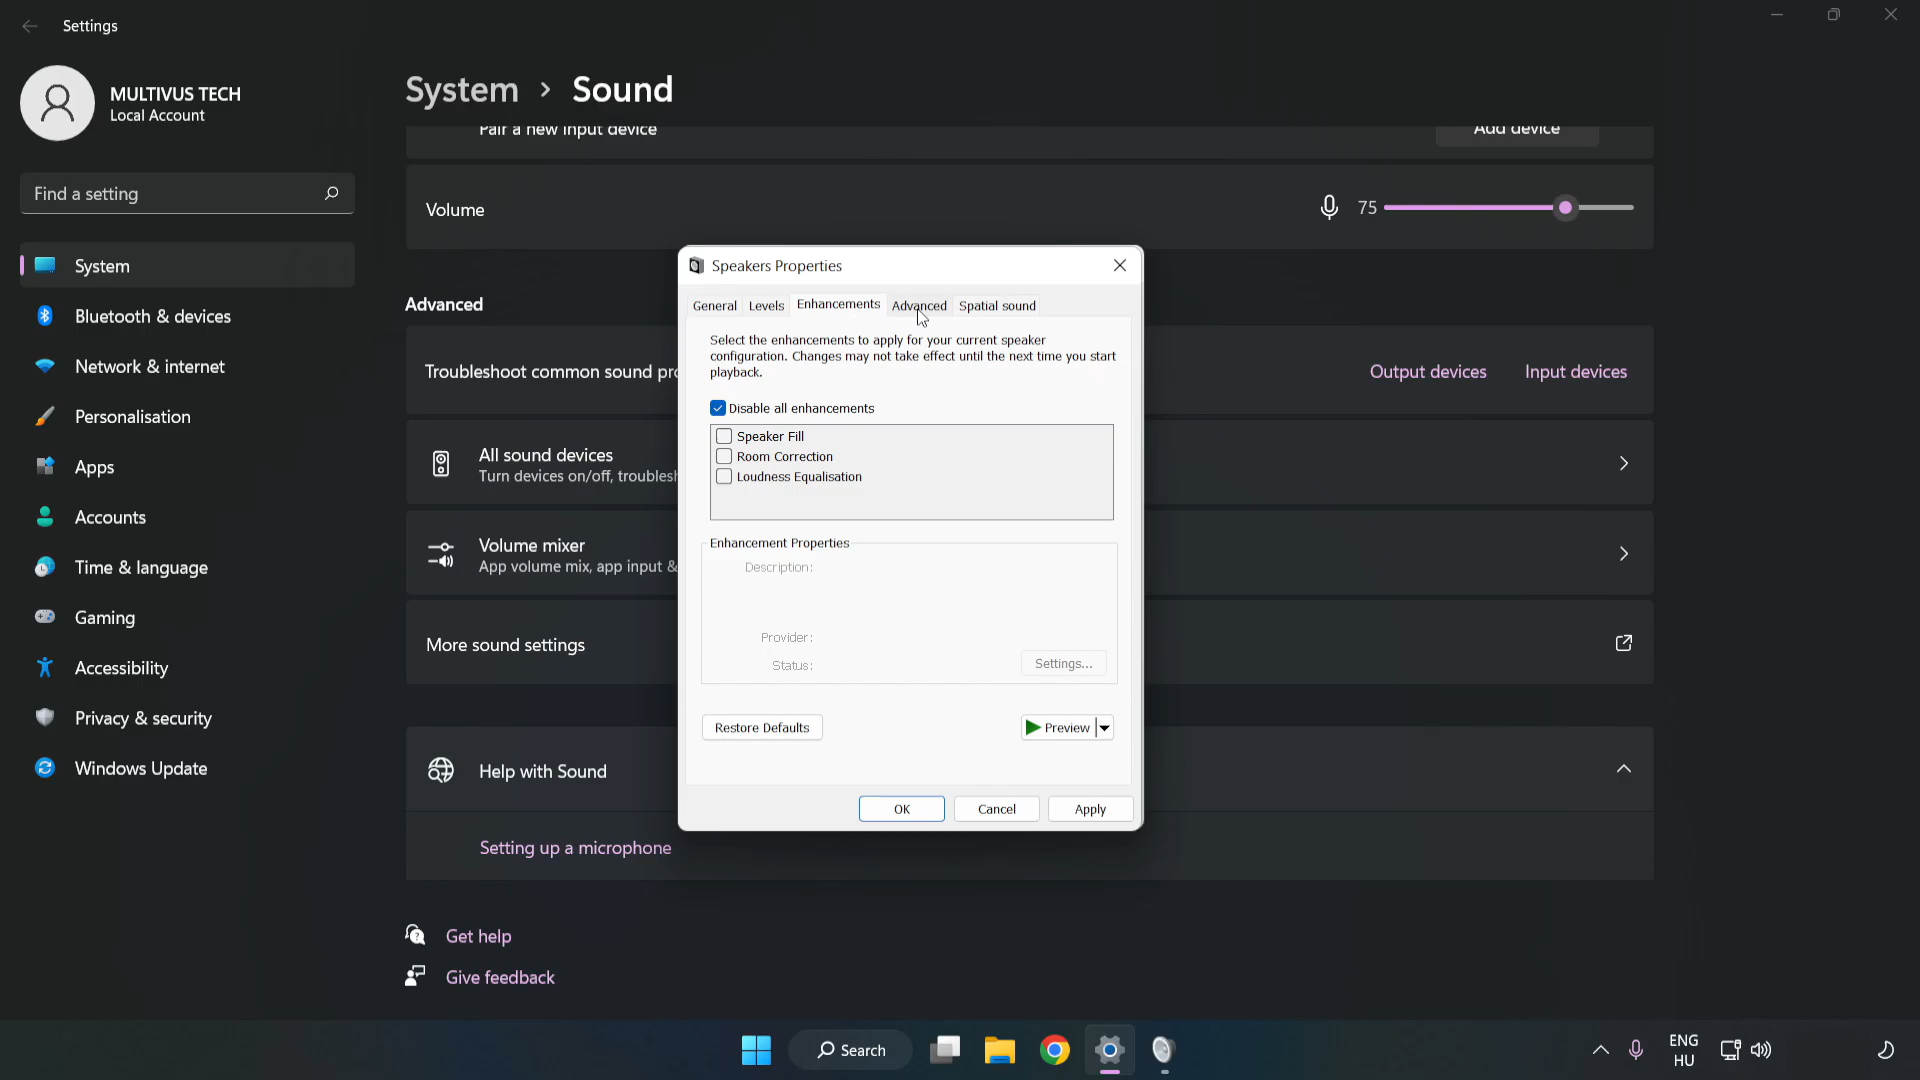 Settings
MULTIVUS TECH
Local Account
Find a setting
System
Bluetooth & devices
Network & internet
Personalisation
Apps
Accounts
Time & language
Gaming
Accessibility
Privacy & security
Windows Update
System > Sound
Pair a new input device
Add device
Volume
75
Advanced
Troubleshoot common sound pro
Output devices
Input devices
All sound devices
Turn devices on/off, troublesh
Volume mixer
App volume mix, app input &
More sound settings
Help with Sound
Setting up a microphone
Get help
Give feedback
Speakers Properties
General Levels Enhancements Advanced Spatial sound
Select the enhancements to apply for your current speaker
configuration. Changes may not take effect until the next time you start
playback.
Disable all enhancements
Speaker Fill
Room Correction
Loudness Equalisation
Enhancement Properties
Description:
Provider:
Status:
Settings...
Restore Defaults
Preview
OK
Cancel
Apply
Search
ENG
HU